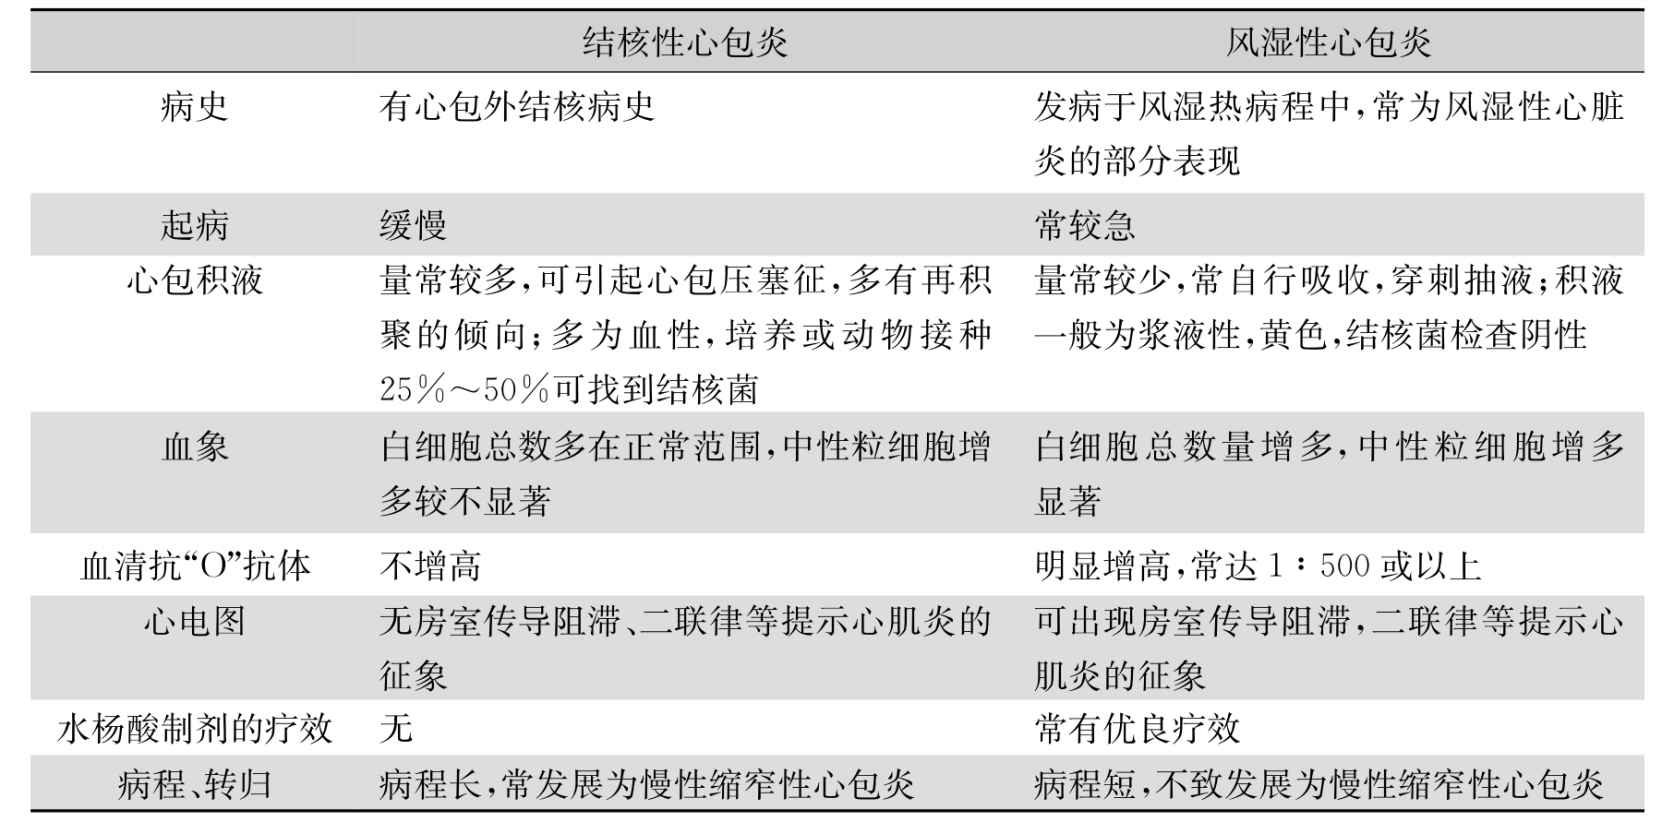 结核性心包炎 风湿性心包炎
病史 有心包外结核病史 发病于风湿热病程中，常为风湿性心脏
炎的部分表现
起病 缓慢 常较急
心包积液 量常较多，可引起心包压塞征，多有再积 量常较少，常自行吸收，穿刺抽液；积液
聚的倾向；多为血性，培养或动物接种 一般为浆液性，黄色，结核菌检查阴性
25%～50%可找到结核菌
血象 白细胞总数多在正常范围，中性粒细胞增 白细胞总数量增多，中性粒细胞增多
多较不显著 显著
血清抗“O”抗体 不增高 明显增高，常达 1∶500 或以上
心电图 无房室传导阻滞、二联律等提示心肌炎的 可出现房室传导阻滞，二联律等提示心
征象 肌炎的征象
水杨酸制剂的疗效 无 常有优良疗效
病程、转归 病程长，常发展为慢性缩窄性心包炎 病程短，不致发展为慢性缩窄性心包炎